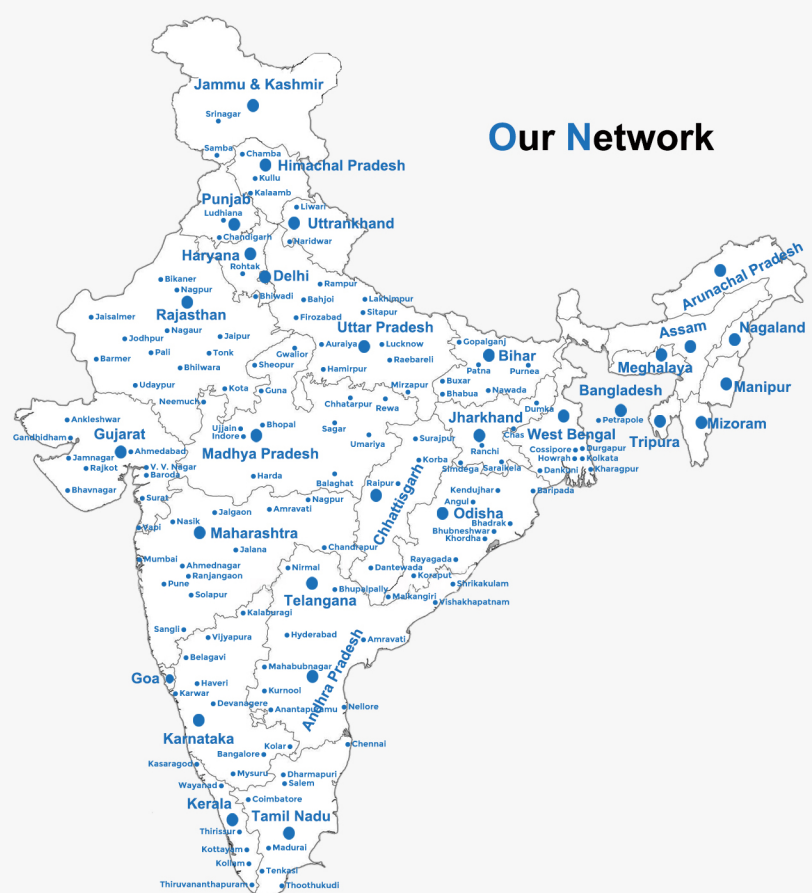 Our Network
Jammu & Kashmir
Srinagar
Samba
Chamba
Himachal Pradesh
Kullu
Kalaamb
Punjab
Ludhiana
Chandigarh
Liwari
Uttrankhand
Haridwar
Haryana
Rohtak
Delhi
Bhiwadi
Bikaner
Nagpur
Rajasthan
Jaisalmer
Nagaur
Jodhpur
Jaipur
Pali
Tonk
Barmer
Bhilwara
Udaypur
Kota
Rampur
Bahjoi
Lakhimpur
Sitapur
Firozabad
Uttar Pradesh
Auraiya
Lucknow
Raebareli
Hamirpur
Mirzapur
Gwalior
Sheopur
Guna
Neemuch
Chhatarpur
Rewa
Ujjain
Indore
Bhopal
Sagar
Umariya
Madhya Pradesh
Harda
Balaghat
Gopalganj
Bihar
Patna
Purnea
Buxar
Bhabua
Nawada
Arunachal Pradesh
Assam
Nagaland
Meghalaya
Manipur
Bangladesh
Petrapole
Tripura
Mizoram
Jharkhand
Dumka
Chas
Ranchi
Simdega
Saraikela
West Bengal
Cossipore
Durgapur
Howrah
Kolkata
Dankuni
Kharagpur
Ankleshwar
Gandhidham
Gujarat
Ahmedabad
Jamnagar
Rajkot
V. V. Nagar
Baroda
Bhavnagar
Surat
Vapi
Surajpur
Korba
Raipur
Chhattisgarh
Dantewada
Kendujhar
Baripada
Angul
Odisha
Bhadrak
Bhubneshwar
Khordha
Rayagada
Koraput
Malkangiri
Nagpur
Jalgaon
Amravati
Nasik
Maharashtra
Jalana
Chandrapur
Mumbai
Ahmednagar
Ranjangaon
Pune
Solapur
Sangli
Nirmal
Telangana
Bhupalpally
Hyderabad
Mahabubnagar
Shrikakulam
Vishakhapatnam
Amravati
Andhra Pradesh
Kurnool
Anantapuramu
Nellore
Kalaburagi
Vijyapura
Belagavi
Goa
Haveri
Karwar
Devanagere
Karnataka
Kolar
Bangalore
Kasaragod
Mysuru
Chennai
Dharmapuri
Salem
Wayanad
Coimbatore
Kerala
Tamil Nadu
Thirissur
Kottayam
Madurai
Kollam
Tenkasi
Thiruvananthapuram
Thoothukudi